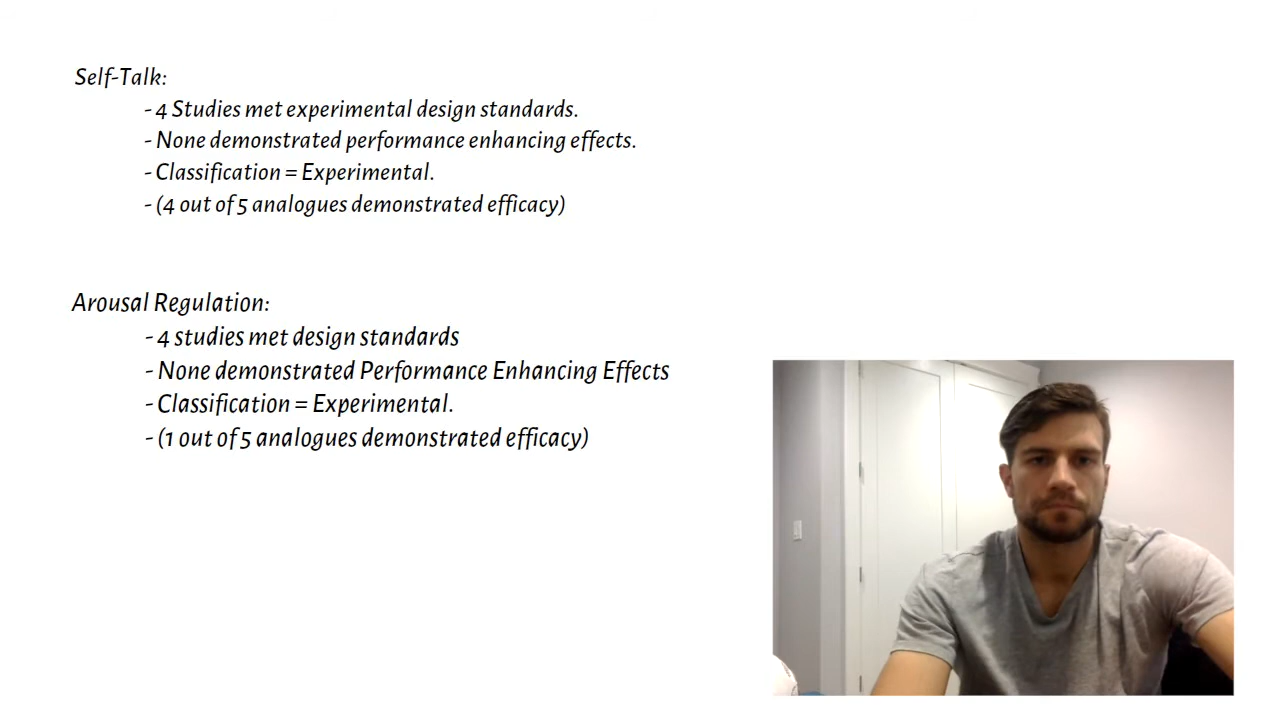 Self-Talk:
- 4 Studies met experimental design standards.
- None demonstrated performance enhancing effects.
- Classification = Experimental.
- (4 out of 5 analogues demonstrated efficacy)
Arousal Regulation:
- 4 studies met design standards
- None demonstrated Performance Enhancing Effects
- Classification = Experimental.
- (1 out of 5 analogues demonstrated efficacy)